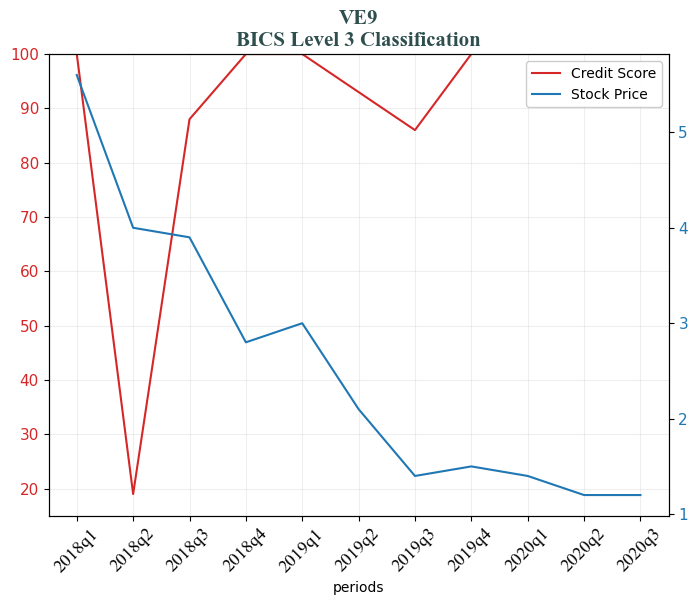 VE9
BICS Level 3 Classification
Credit Score
Stock Price
100
90
80
70
60
50
40
30
20
5
4
3
2
1
2018q1
2018q2
2018q3
2018q4
2019q1
2019q2
2019q3
2019q4
2020q1
2020q2
2020q3
periods